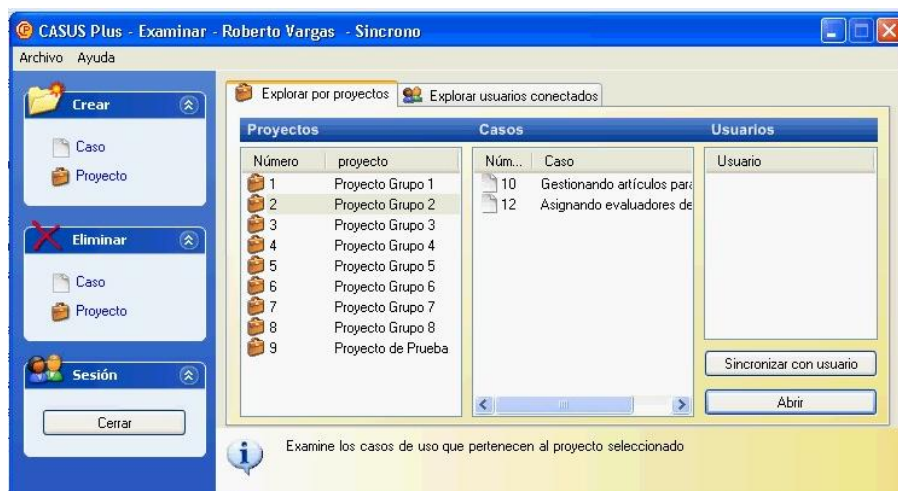 CASUS Plus - Examinar - Roberto Vargas - Sincrono
Archivo Ayuda
Crear
Caso
Proyecto
Eliminar
Caso
Proyecto
Sesión
Cerrar
Explorar por proyectos
Explorar usuarios conectados
Proyectos
Número proyecto
1 Proyecto Grupo 1
2 Proyecto Grupo 2
3 Proyecto Grupo 3
4 Proyecto Grupo 4
5 Proyecto Grupo 5
6 Proyecto Grupo 6
7 Proyecto Grupo 7
8 Proyecto Grupo 8
9 Proyecto de Prueba
Casos
Núm... Caso
10 Gestionando artículos para
12 Asignando evaluadores de
Usuarios
Usuario
Sincronizar con usuario
Abrir
Examine los casos de uso que pertenecen al proyecto seleccionado